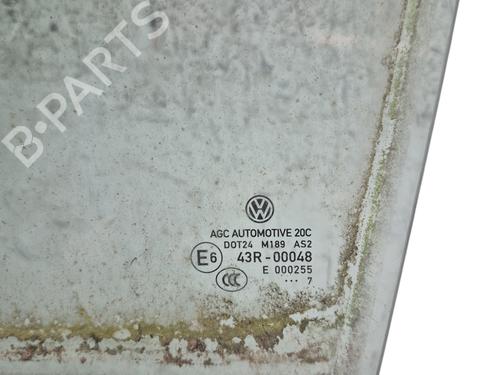 B-PARTS
AGC AUTOMOTIVE 20C
DOT24 M189 AS2
E6 43R-00048
E 000255
CCC ··· 7